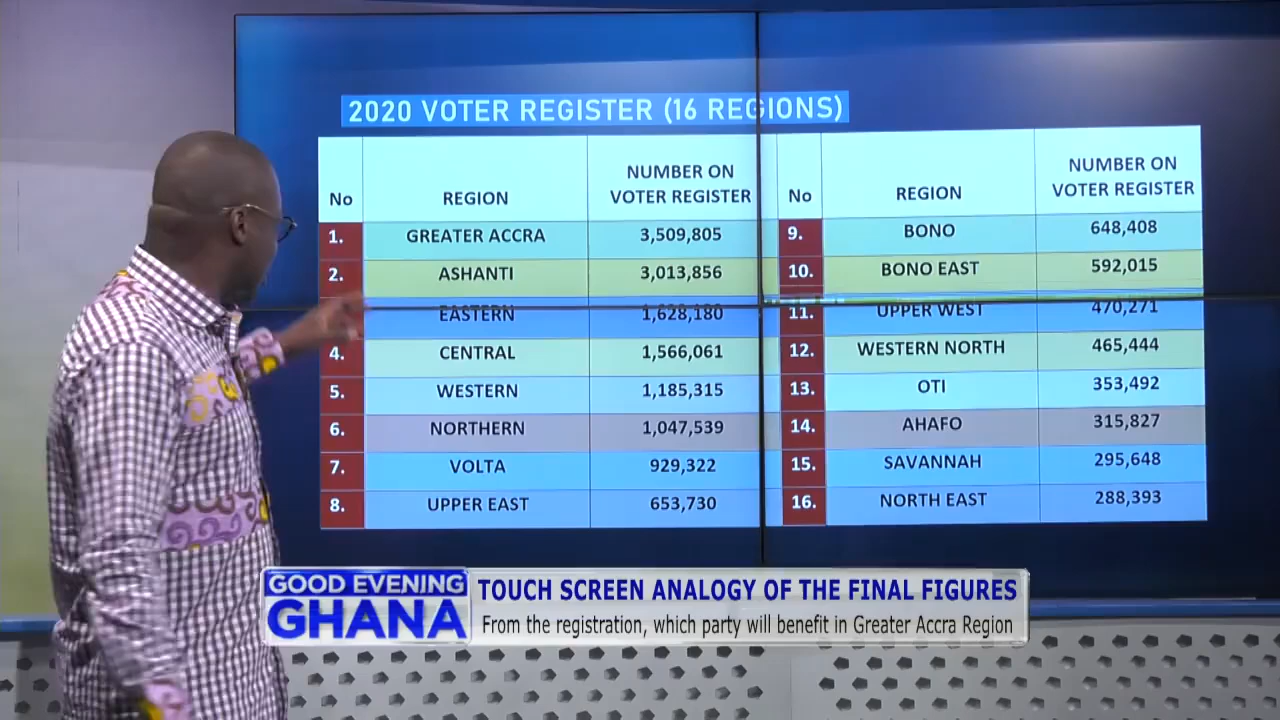 2020 VOTER REGISTER (16 REGIONS)
No REGION NUMBER ON VOTER REGISTER
1. GREATER ACCRA 3,509,805
2. ASHANTI 3,013,856
EASTERN 1,628,180
4. CENTRAL 1,566,061
5. WESTERN 1,185,315
6. NORTHERN 1,047,539
7. VOLTA 929,322
8. UPPER EAST 653,730
No REGION NUMBER ON VOTER REGISTER
9. BONO 648,408
10. BONO EAST 592,015
11. UPPER WEST 470,271
12. WESTERN NORTH 465,444
13. OTI 353,492
14. AHAFO 315,827
15. SAVANNAH 295,648
16. NORTH EAST 288,393
GOOD EVENING
GHANA
TOUCH SCREEN ANALOGY OF THE FINAL FIGURES
From the registration, which party will benefit in Greater Accra Region